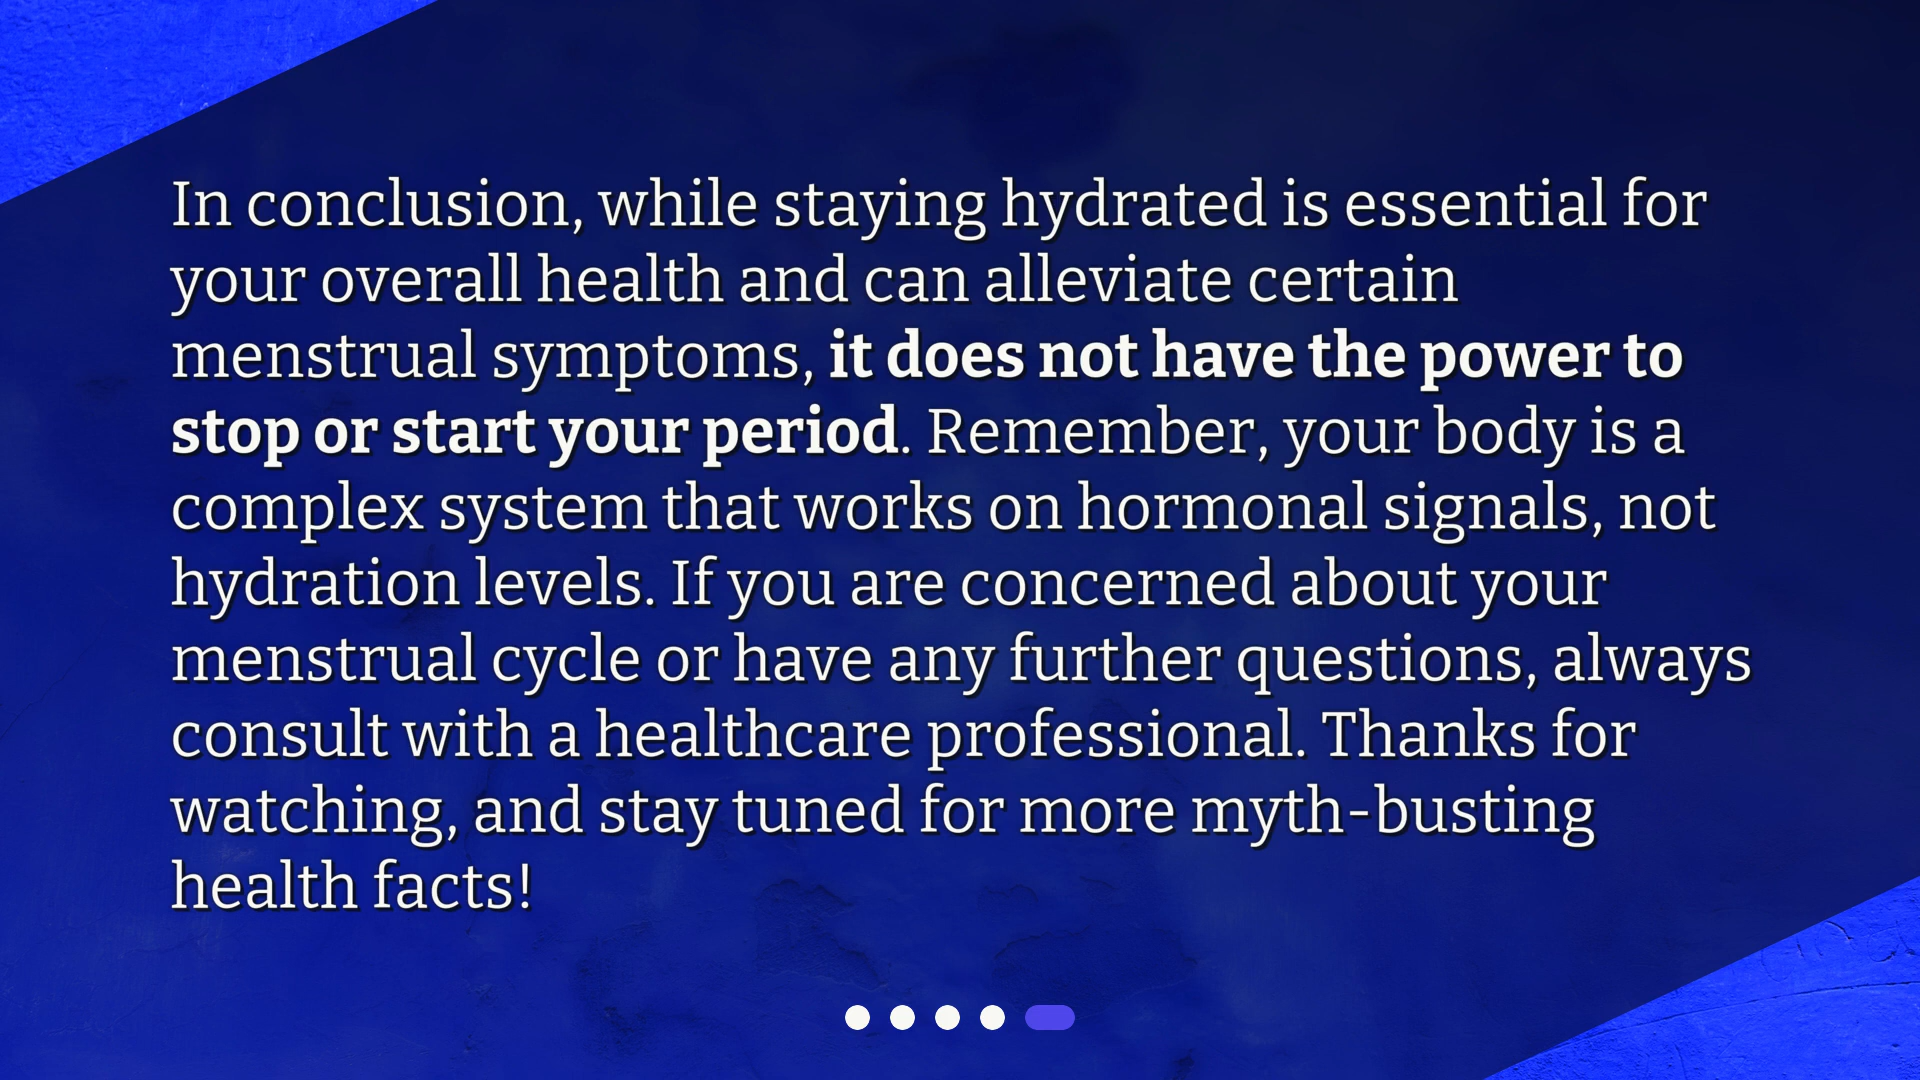 In conclusion, while staying hydrated is essential for
your overall health and can alleviate certain
menstrual symptoms, it does not have the power to
stop or start your period. Remember, your body is a
complex system that works on hormonal signals, not
hydration levels. If you are concerned about your
menstrual cycle or have any further questions, always
consult with a healthcare professional. Thanks for
watching, and stay tuned for more myth-busting
health facts!